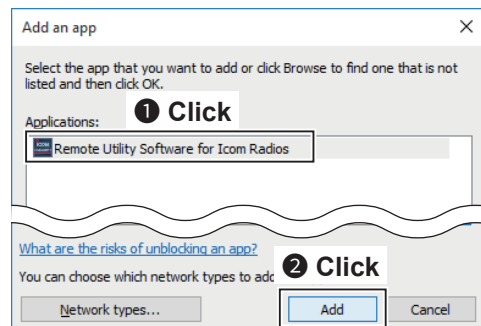 Add an app
Select the app that you want to add or click Browse to find one that is not
listed and then click OK.
❶ Click
Applications:
Remote Utility Software for Icom Radios
What are the risks of unblocking an app?
You can choose which network types to add
❷ Click
Network types...
Add
Cancel